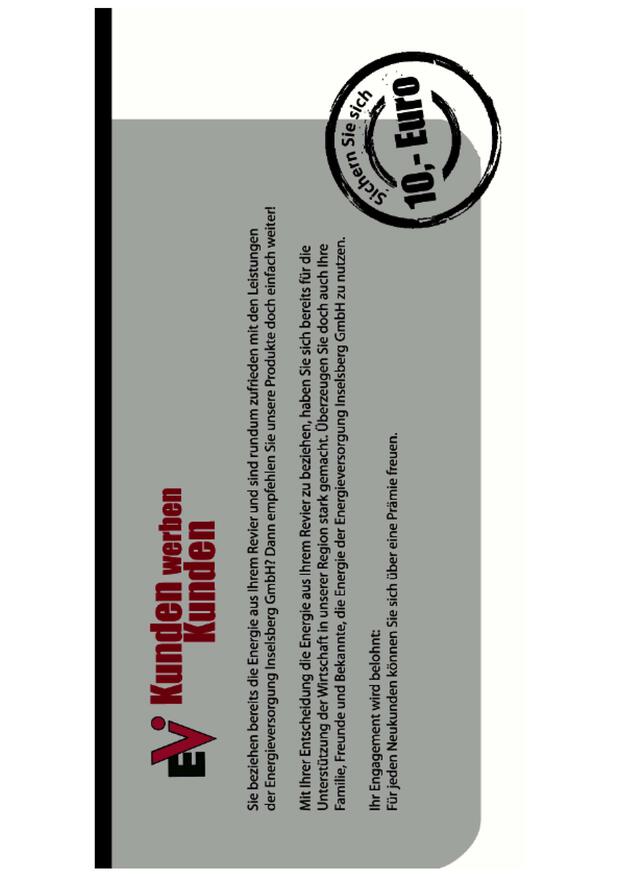 EVi Kunden werben
Kunden
Sichern Sie sich
10,- Euro
Sie beziehen bereits die Energie aus Ihrem Revier und sind rundum zufrieden mit den Leistungen
der Energieversorgung Inselsberg GmbH? Dann empfehlen Sie unsere Produkte doch einfach weiter!
Mit Ihrer Entscheidung die Energie aus Ihrem Revier zu beziehen, haben Sie sich bereits für die
Unterstützung der Wirtschaft in unserer Region stark gemacht. Überzeugen Sie doch auch Ihre
Familie, Freunde und Bekannte, die Energie der Energieversorgung Inselsberg GmbH zu nutzen.
Ihr Engagement wird belohnt:
Für jeden Neukunden können Sie sich über eine Prämie freuen.